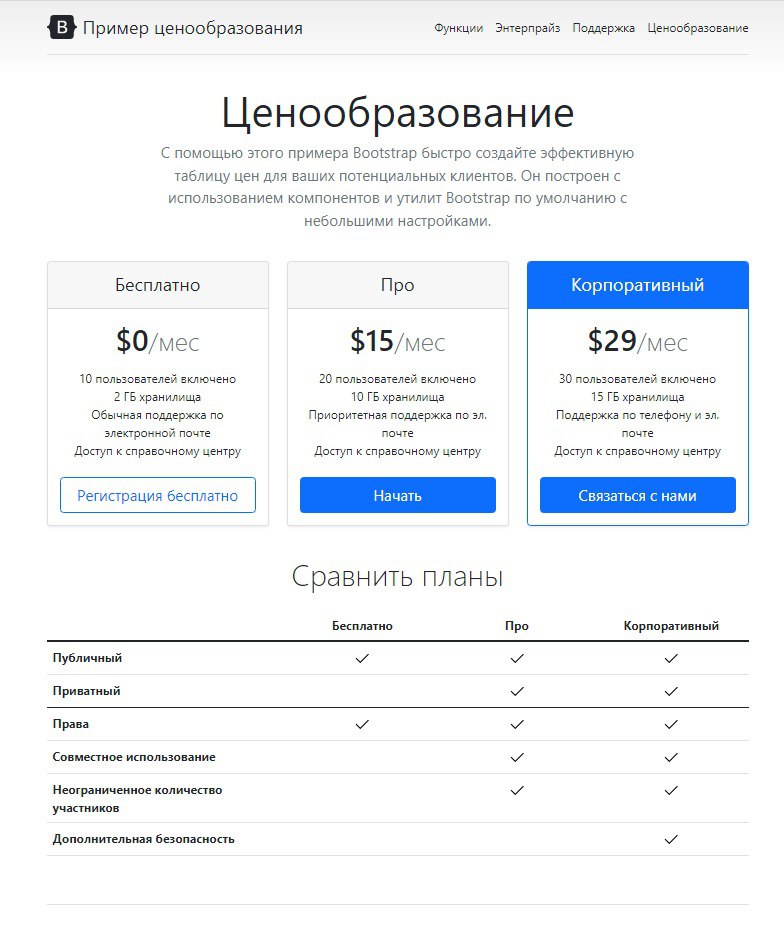 B Пример ценообразования
Функции Энтерпрайз Поддержка Ценообразование
Ценообразование
С помощью этого примера Bootstrap быстро создайте эффективную
таблицу цен для ваших потенциальных клиентов. Он построен с
использованием компонентов и утилит Bootstrap по умолчанию с
небольшими настройками.
Бесплатно
$0/мес
10 пользователей включено
2 ГБ хранилища
Обычная поддержка по
электронной почте
Доступ к справочному центру
Регистрация бесплатно
Про
$15/мес
20 пользователей включено
10 ГБ хранилища
Приоритетная поддержка по эл.
почте
Доступ к справочному центру
Начать
Корпоративный
$29/мес
30 пользователей включено
15 ГБ хранилища
Поддержка по телефону и эл.
почте
Доступ к справочному центру
Связаться с нами
Сравнить планы
Бесплатно Про Корпоративный
Публичный
Приватный
Права
Совместное использование
Неограниченное количество
участников
Дополнительная безопасность